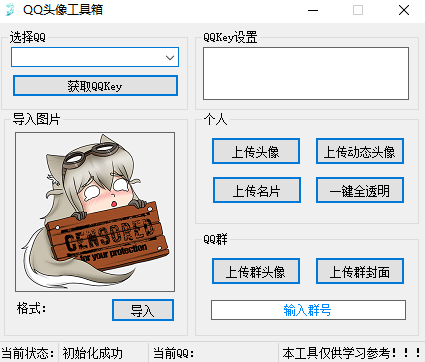 QQ头像工具箱
选择QQ
获取QQKey
QQKey设置
导入图片
CENSORED
for your protection
格式：
导入
个人
上传头像
上传动态头像
上传名片
一键全透明
QQ群
上传群头像
上传群封面
输入群号
当前状态： 初始化成功 当前QQ： 本工具仅供学习参考！！！